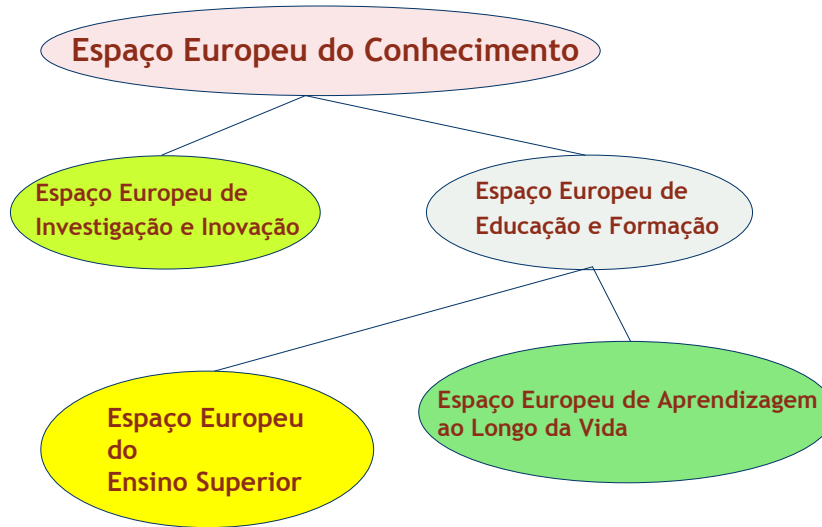 Espaço Europeu do Conhecimento
Espaço Europeu de
Investigação e Inovação
Espaço Europeu de
Educação e Formação
Espaço Europeu
do
Ensino Superior
Espaço Europeu de Aprendizagem
ao Longo da Vida